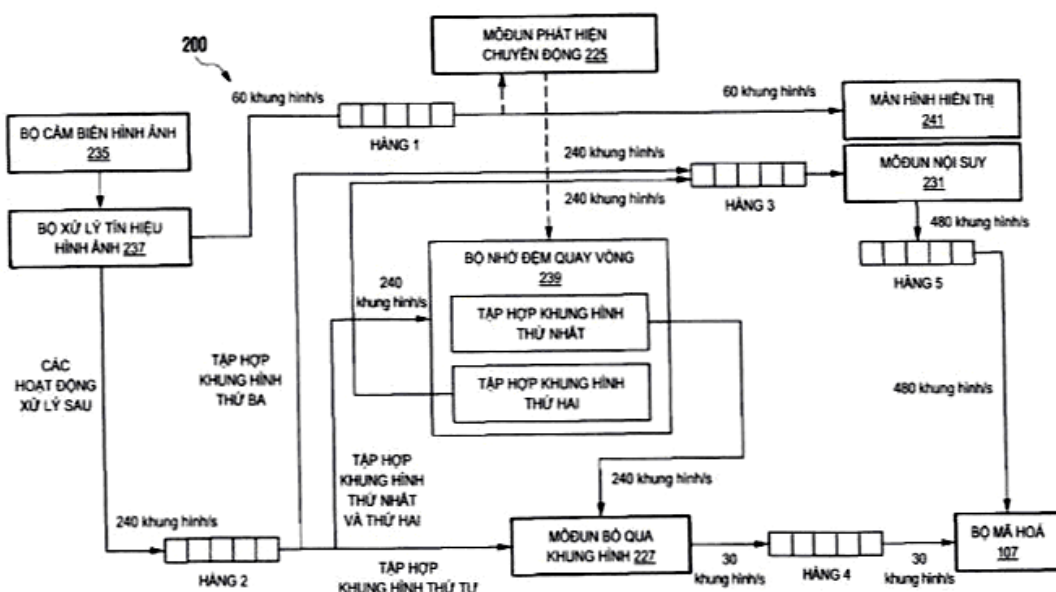 200
MÔĐUN PHÁT HIỆN
CHUYỂN ĐỘNG 225
60 khung hình/s
60 khung hình/s
MÀN HÌNH HIỂN THỊ
241
BỘ CẢM BIẾN HÌNH ẢNH
235
HÀNG 1
240 khung hình/s
240 khung hình/s
MÔĐUN NỘI SUY
231
HÀNG 3
BỘ XỬ LÝ TÍN HIỆU
HÌNH ẢNH 237
480 khung hình/s
HÀNG 5
BỘ NHỚ ĐỆM QUAY VÒNG
239
240
khung hình/s
TẬP HỢP KHUNG HÌNH
THỨ NHẤT
TẬP HỢP KHUNG HÌNH
THỨ HAI
CÁC
HOẠT ĐỘNG
XỬ LÝ SAU
TẬP HỢP
KHUNG HÌNH
THỨ BA
480 khung hình/s
TẬP HỢP
KHUNG HÌNH
THỨ NHẤT
VÀ THỨ HAI
240 khung hình/s
240 khung hình/s
HÀNG 2
TẬP HỢP
KHUNG HÌNH THỨ TƯ
MÔĐUN BỎ QUA
KHUNG HÌNH 227
30
khung hình/s
HÀNG 4
30
khung hình/s
BỘ MÃ HOÁ
107